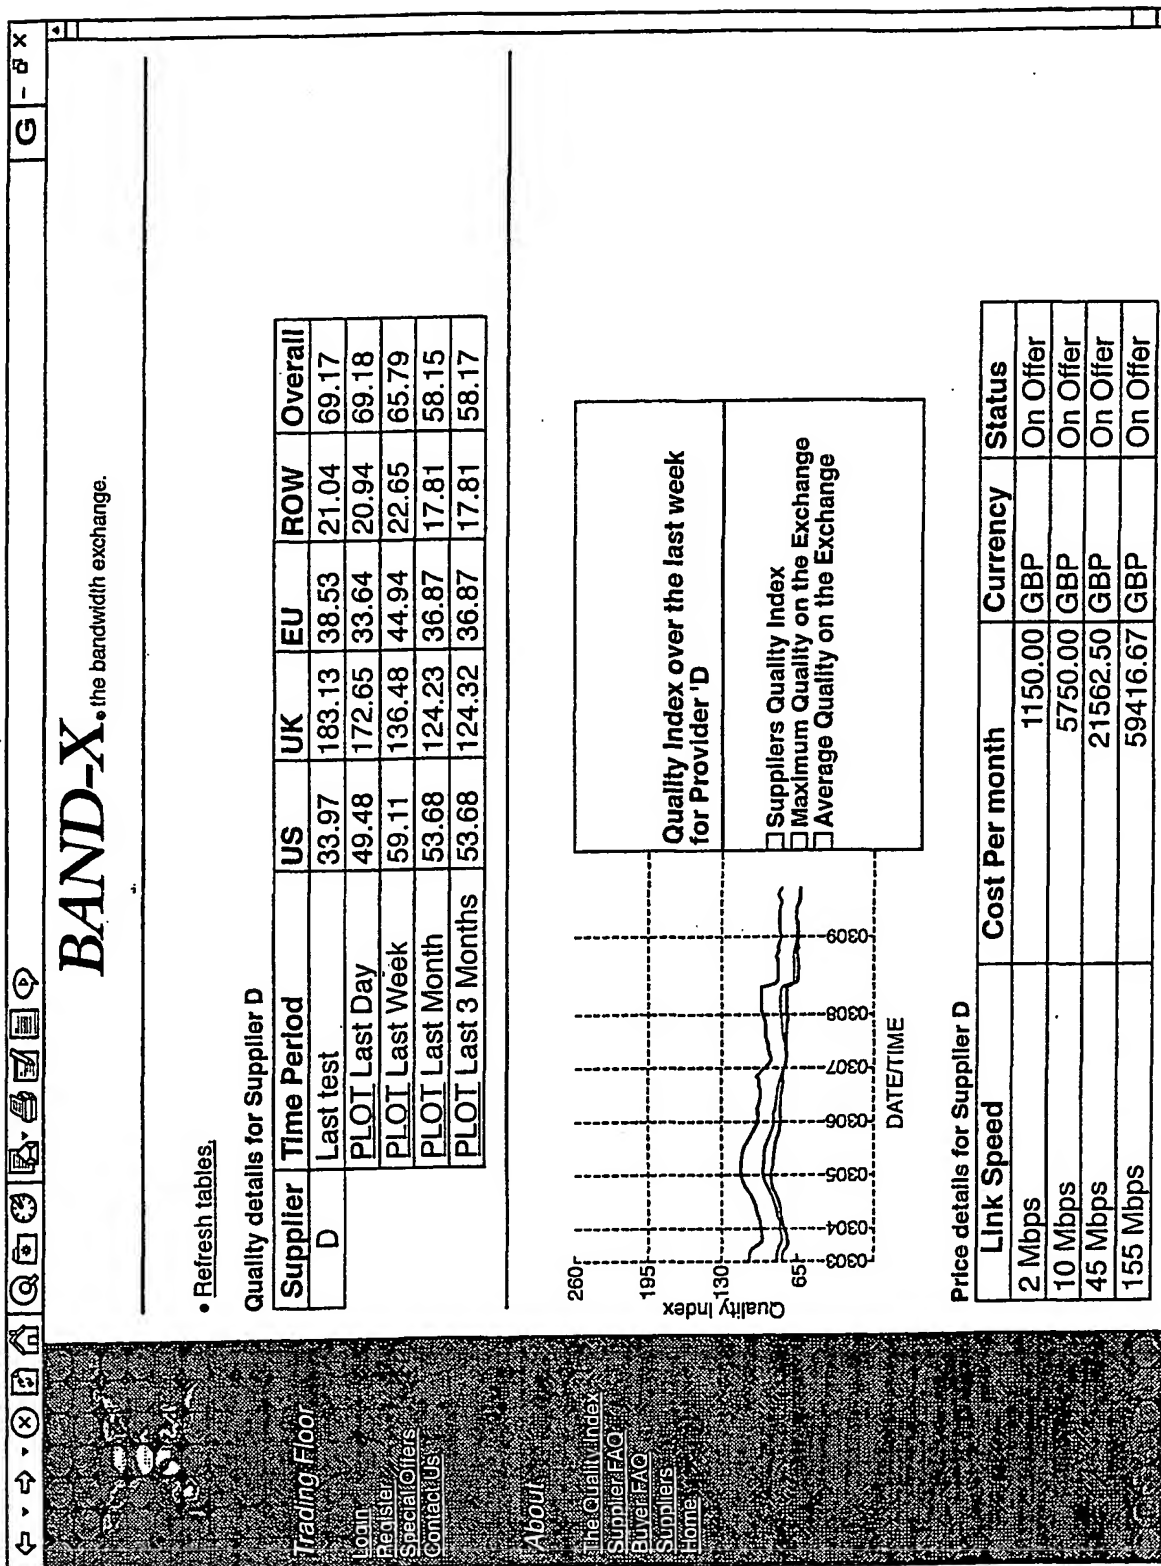 G - x
BAND-X. the bandwidth exchange.
Trading Floor
Login
Register
Special Offers
Contact Us
About
The Quality Index
Supplier FAQ
Buyer FAQ
Suppliers
Home
• Refresh tables.
Quality details for Supplier D
Supplier Time Period US UK EU ROW Overall
D Last test 33.97 183.13 38.53 21.04 69.17
PLOT Last Day 49.48 172.65 33.64 20.94 69.18
PLOT Last Week 59.11 136.48 44.94 22.65 65.79
PLOT Last Month 53.68 124.23 36.87 17.81 58.15
PLOT Last 3 Months 53.68 124.32 36.87 17.81 58.17
Quality Index
260
195
130
65
0303 0304 0305 0306 0307 0308 0309
DATE/TIME
Quality Index over the last week
for Provider 'D
Suppliers Quality Index
Maximum Quality on the Exchange
Average Quality on the Exchange
Price details for Supplier D
Link Speed Cost Per month Currency Status
2 Mbps 1150.00 GBP On Offer
10 Mbps 5750.00 GBP On Offer
45 Mbps 21562.50 GBP On Offer
155 Mbps 59416.67 GBP On Offer